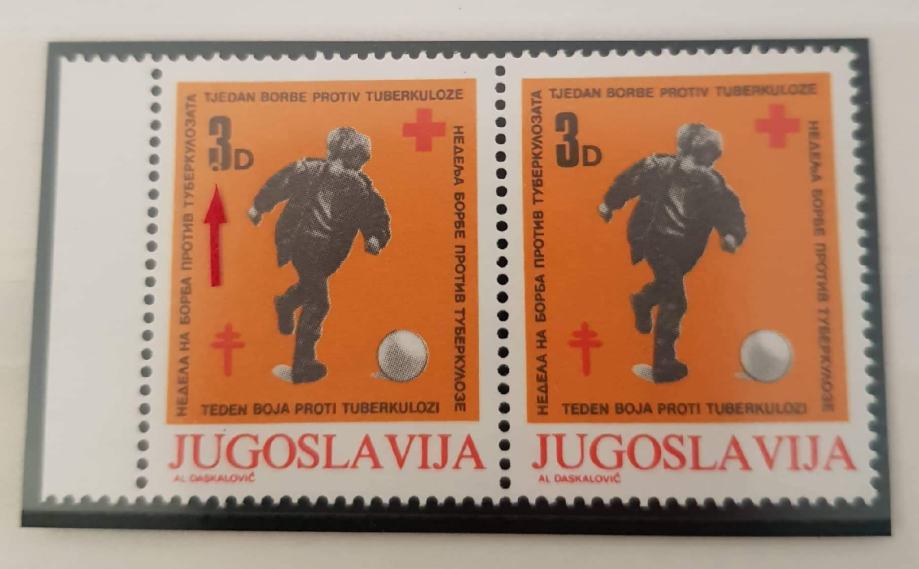 TJEDAN BORBE PROTIV TUBERKULOZE
НЕДЕЛА НА БОРБА ПРОТИВ ТУБЕРКУЛОЗАТА
3D
НЕДЕЉА БОРБЕ ПРОТИВ ТУБЕРКУЛОЗЕ
TEDEN BOJA PROTI TUBERKULOZI
JUGOSLAVIJA
AL DASKALOVIĆ
TJEDAN BORBE PROTIV TUBERKULOZE
НЕДЕЛА НА БОРБА ПРОТИВ ТУБЕРКУЛОЗАТА
3D
НЕДЕЉА БОРБЕ ПРОТИВ ТУБЕРКУЛОЗЕ
TEDEN BOJA PROTI TUBERKULOZI
JUGOSLAVIJA
AL DASKALOVIĆ